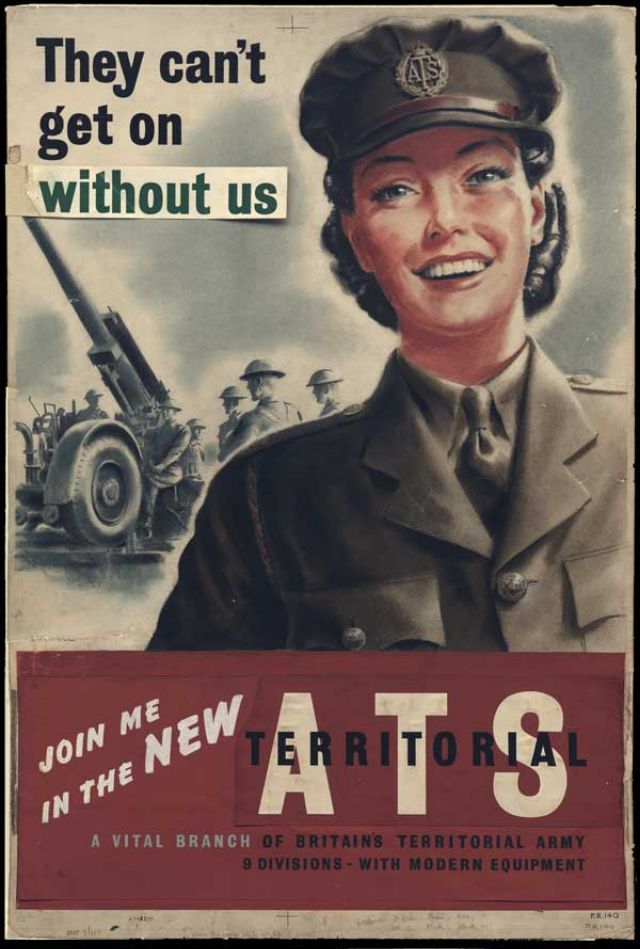 They can't
get on
without us
ATS
JOIN ME
IN THE NEW
ATS
TERRITORIAL
A VITAL BRANCH OF BRITAIN'S TERRITORIAL ARMY
9 DIVISIONS - WITH MODERN EQUIPMENT
P.R.140